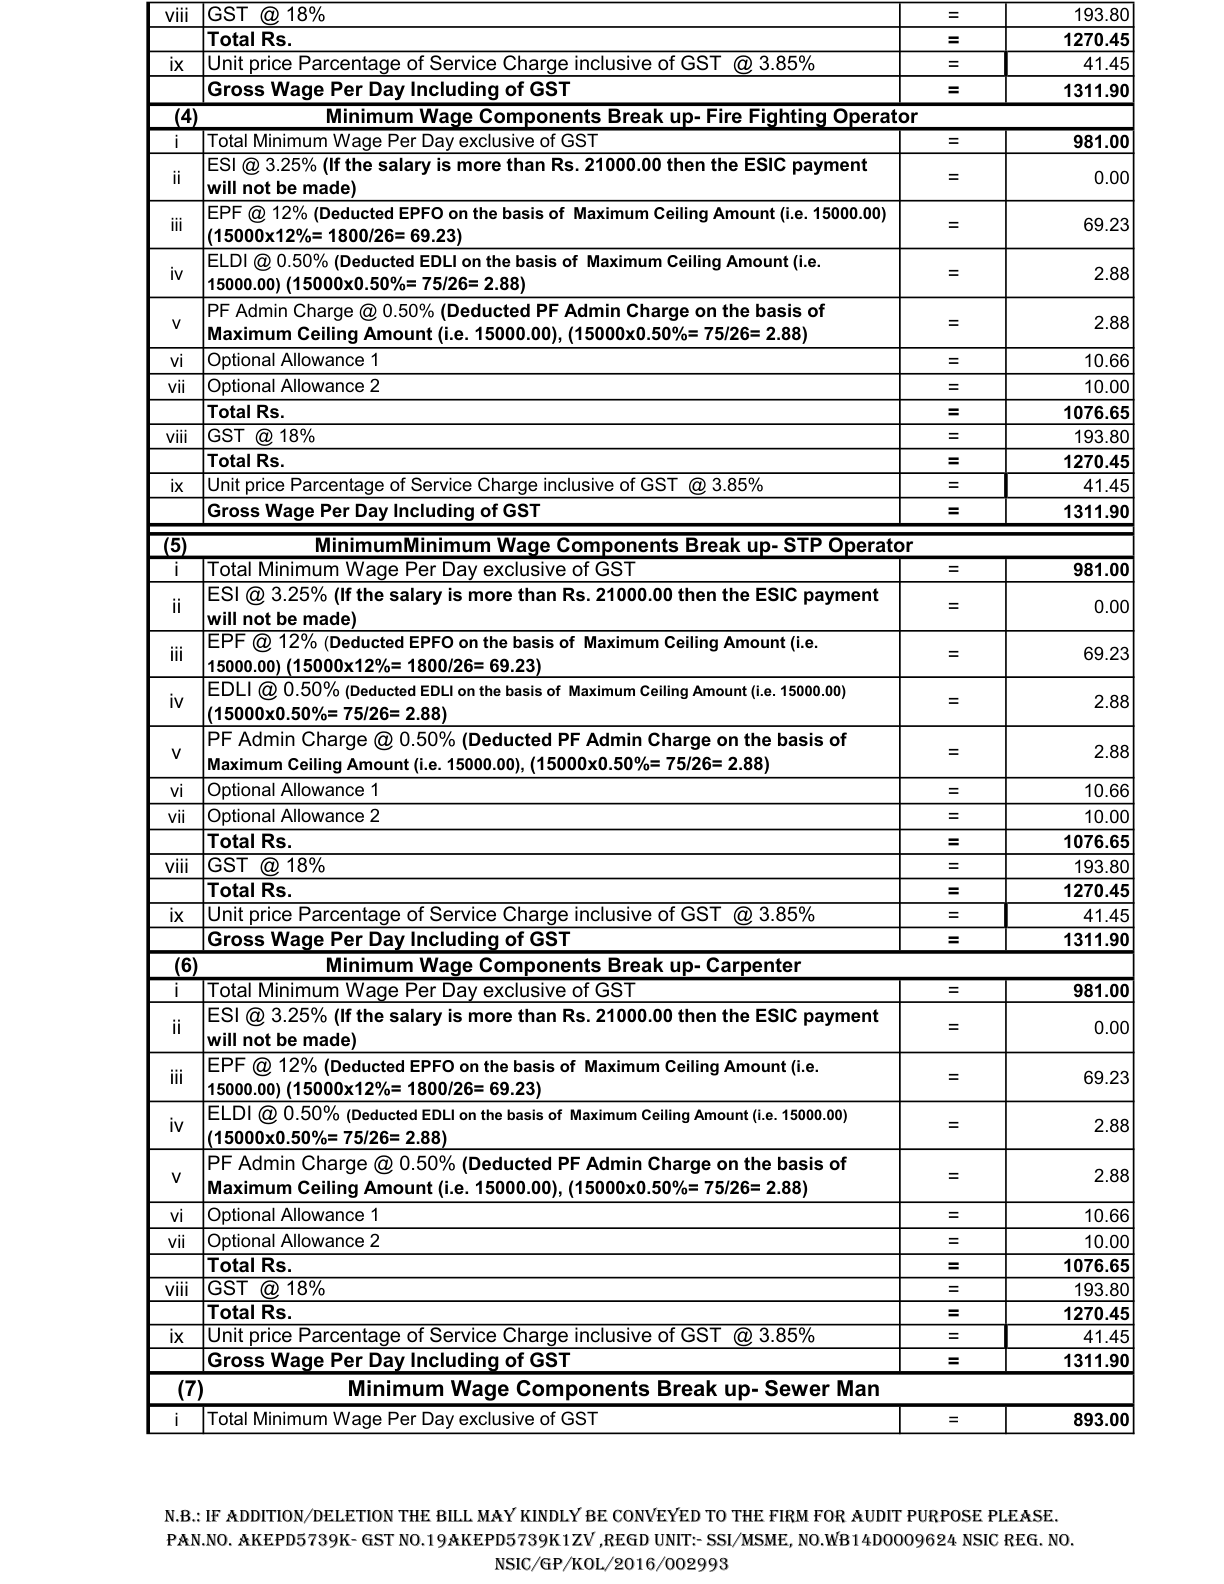 viii GST @ 18% = 193.80
Total Rs. = 1270.45
ix Unit price Parcentage of Service Charge inclusive of GST @ 3.85% = 41.45
Gross Wage Per Day Including of GST = 1311.90
(4) Minimum Wage Components Break up- Fire Fighting Operator
i Total Minimum Wage Per Day exclusive of GST = 981.00
ii ESI @ 3.25% (If the salary is more than Rs. 21000.00 then the ESIC payment
will not be made) = 0.00
iii EPF @ 12% (Deducted EPFO on the basis of Maximum Ceiling Amount (i.e. 15000.00)
(15000x12%= 1800/26= 69.23) = 69.23
iv ELDI @ 0.50% (Deducted EDLI on the basis of Maximum Ceiling Amount (i.e.
15000.00) (15000x0.50%= 75/26= 2.88) = 2.88
v PF Admin Charge @ 0.50% (Deducted PF Admin Charge on the basis of
Maximum Ceiling Amount (i.e. 15000.00), (15000x0.50%= 75/26= 2.88) = 2.88
vi Optional Allowance 1 = 10.66
vii Optional Allowance 2 = 10.00
Total Rs. = 1076.65
viii GST @ 18% = 193.80
Total Rs. = 1270.45
ix Unit price Parcentage of Service Charge inclusive of GST @ 3.85% = 41.45
Gross Wage Per Day Including of GST = 1311.90
(5) MinimumMinimum Wage Components Break up- STP Operator
i Total Minimum Wage Per Day exclusive of GST = 981.00
ii ESI @ 3.25% (If the salary is more than Rs. 21000.00 then the ESIC payment
will not be made) = 0.00
iii EPF @ 12% (Deducted EPFO on the basis of Maximum Ceiling Amount (i.e.
15000.00) (15000x12%= 1800/26= 69.23) = 69.23
iv EDLI @ 0.50% (Deducted EDLI on the basis of Maximum Ceiling Amount (i.e. 15000.00)
(15000x0.50%= 75/26= 2.88) = 2.88
v PF Admin Charge @ 0.50% (Deducted PF Admin Charge on the basis of
Maximum Ceiling Amount (i.e. 15000.00), (15000x0.50%= 75/26= 2.88) = 2.88
vi Optional Allowance 1 = 10.66
vii Optional Allowance 2 = 10.00
Total Rs. = 1076.65
viii GST @ 18% = 193.80
Total Rs. = 1270.45
ix Unit price Parcentage of Service Charge inclusive of GST @ 3.85% = 41.45
Gross Wage Per Day Including of GST = 1311.90
(6) Minimum Wage Components Break up- Carpenter
i Total Minimum Wage Per Day exclusive of GST = 981.00
ii ESI @ 3.25% (If the salary is more than Rs. 21000.00 then the ESIC payment
will not be made) = 0.00
iii EPF @ 12% (Deducted EPFO on the basis of Maximum Ceiling Amount (i.e.
15000.00) (15000x12%= 1800/26= 69.23) = 69.23
iv ELDI @ 0.50% (Deducted EDLI on the basis of Maximum Ceiling Amount (i.e. 15000.00)
(15000x0.50%= 75/26= 2.88) = 2.88
v PF Admin Charge @ 0.50% (Deducted PF Admin Charge on the basis of
Maximum Ceiling Amount (i.e. 15000.00), (15000x0.50%= 75/26= 2.88) = 2.88
vi Optional Allowance 1 = 10.66
vii Optional Allowance 2 = 10.00
Total Rs. = 1076.65
viii GST @ 18% = 193.80
Total Rs. = 1270.45
ix Unit price Parcentage of Service Charge inclusive of GST @ 3.85% = 41.45
Gross Wage Per Day Including of GST = 1311.90
(7) Minimum Wage Components Break up- Sewer Man
i Total Minimum Wage Per Day exclusive of GST = 893.00
N.B.: IF ADDITION/DELETION THE BILL MAY KINDLY BE CONVEYED TO THE FIRM FOR AUDIT PURPOSE PLEASE.
PAN.NO. AKEPD5739K- GST NO.19AKEPD5739K1ZV ,REGD UNIT:- SSI/MSME, NO.WB14D0009624 NSIC REG. NO.
NSIC/GP/KOL/2016/002993